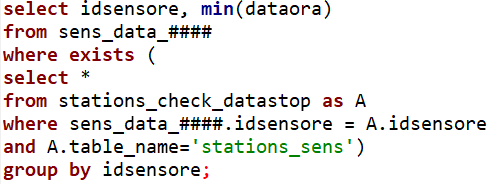 select idsensore, min(dataora)
from sens_data_####
where exists (
select *
from stations_check_datastop as A
where sens_data_####.idsensore = A.idsensore
and A.table_name='stations_sens')
group by idsensore;